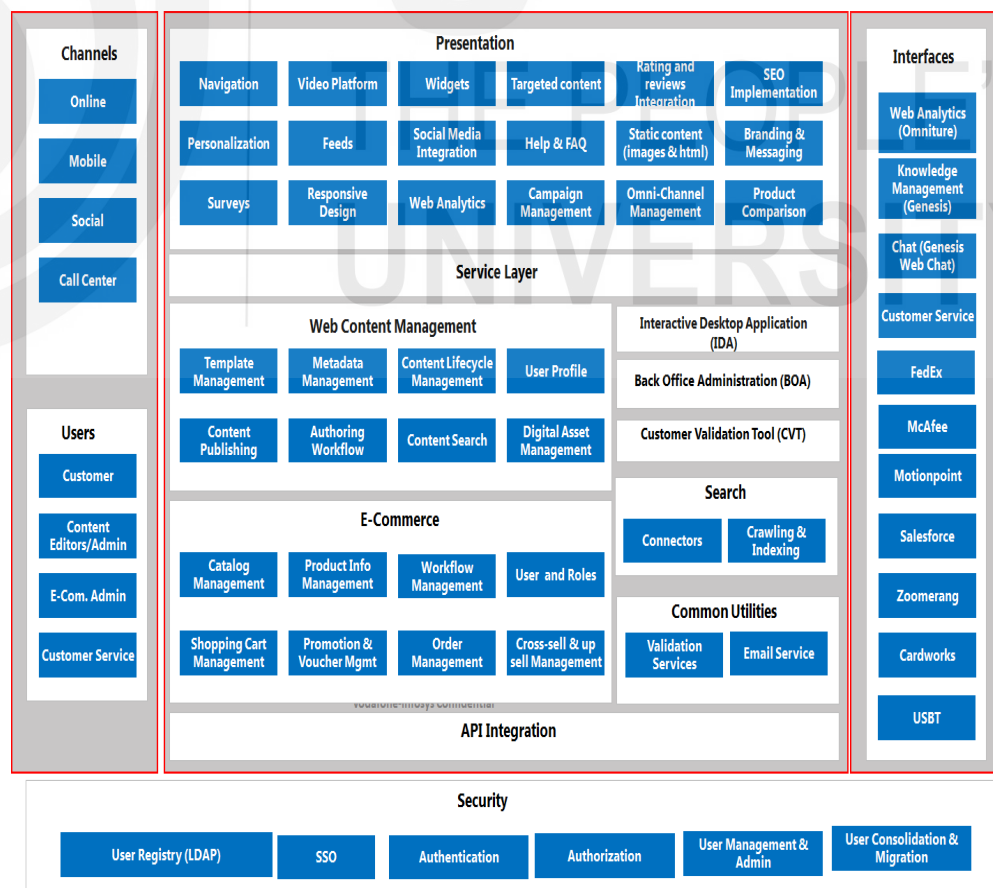 Channels
Online
Mobile
Social
Call Center
Users
Customer
Content
Editors/Admin
E-Com. Admin
Customer Service
Presentation
Navigation
Video Platform
Widgets
Targeted content
Rating and
reviews
Integration
SEO
Implementation
Personalization
Feeds
Social Media
Integration
Help & FAQ
Static content
(images & html)
Branding &
Messaging
Surveys
Responsive
Design
Web Analytics
Campaign
Management
Omni-Channel
Management
Product
Comparison
Service Layer
Web Content Management
Template
Management
Metadata
Management
Content Lifecycle
Management
User Profile
Content
Publishing
Authoring
Workflow
Content Search
Digital Asset
Management
E-Commerce
Catalog
Management
Product Info
Management
Workflow
Management
User and Roles
Shopping Cart
Management
Promotion &
Voucher Mgmt
Order
Management
Cross-sell & up
sell Management
Vodafone-Infosys Confidential
Interactive Desktop Application
(IDA)
Back Office Administration (BOA)
Customer Validation Tool (CVT)
Search
Connectors
Crawling &
Indexing
Common Utilities
Validation
Services
Email Service
API Integration
Interfaces
Web Analytics
(Omniture)
Knowledge
Management
(Genesis)
Chat (Genesis
Web Chat)
Customer Service
FedEx
McAfee
Motionpoint
Salesforce
Zoomerang
Cardworks
USBT
Security
User Registry (LDAP)
SSO
Authentication
Authorization
User Management &
Admin
User Consolidation &
Migration
THE PEOPLE'
UNIVERSITY